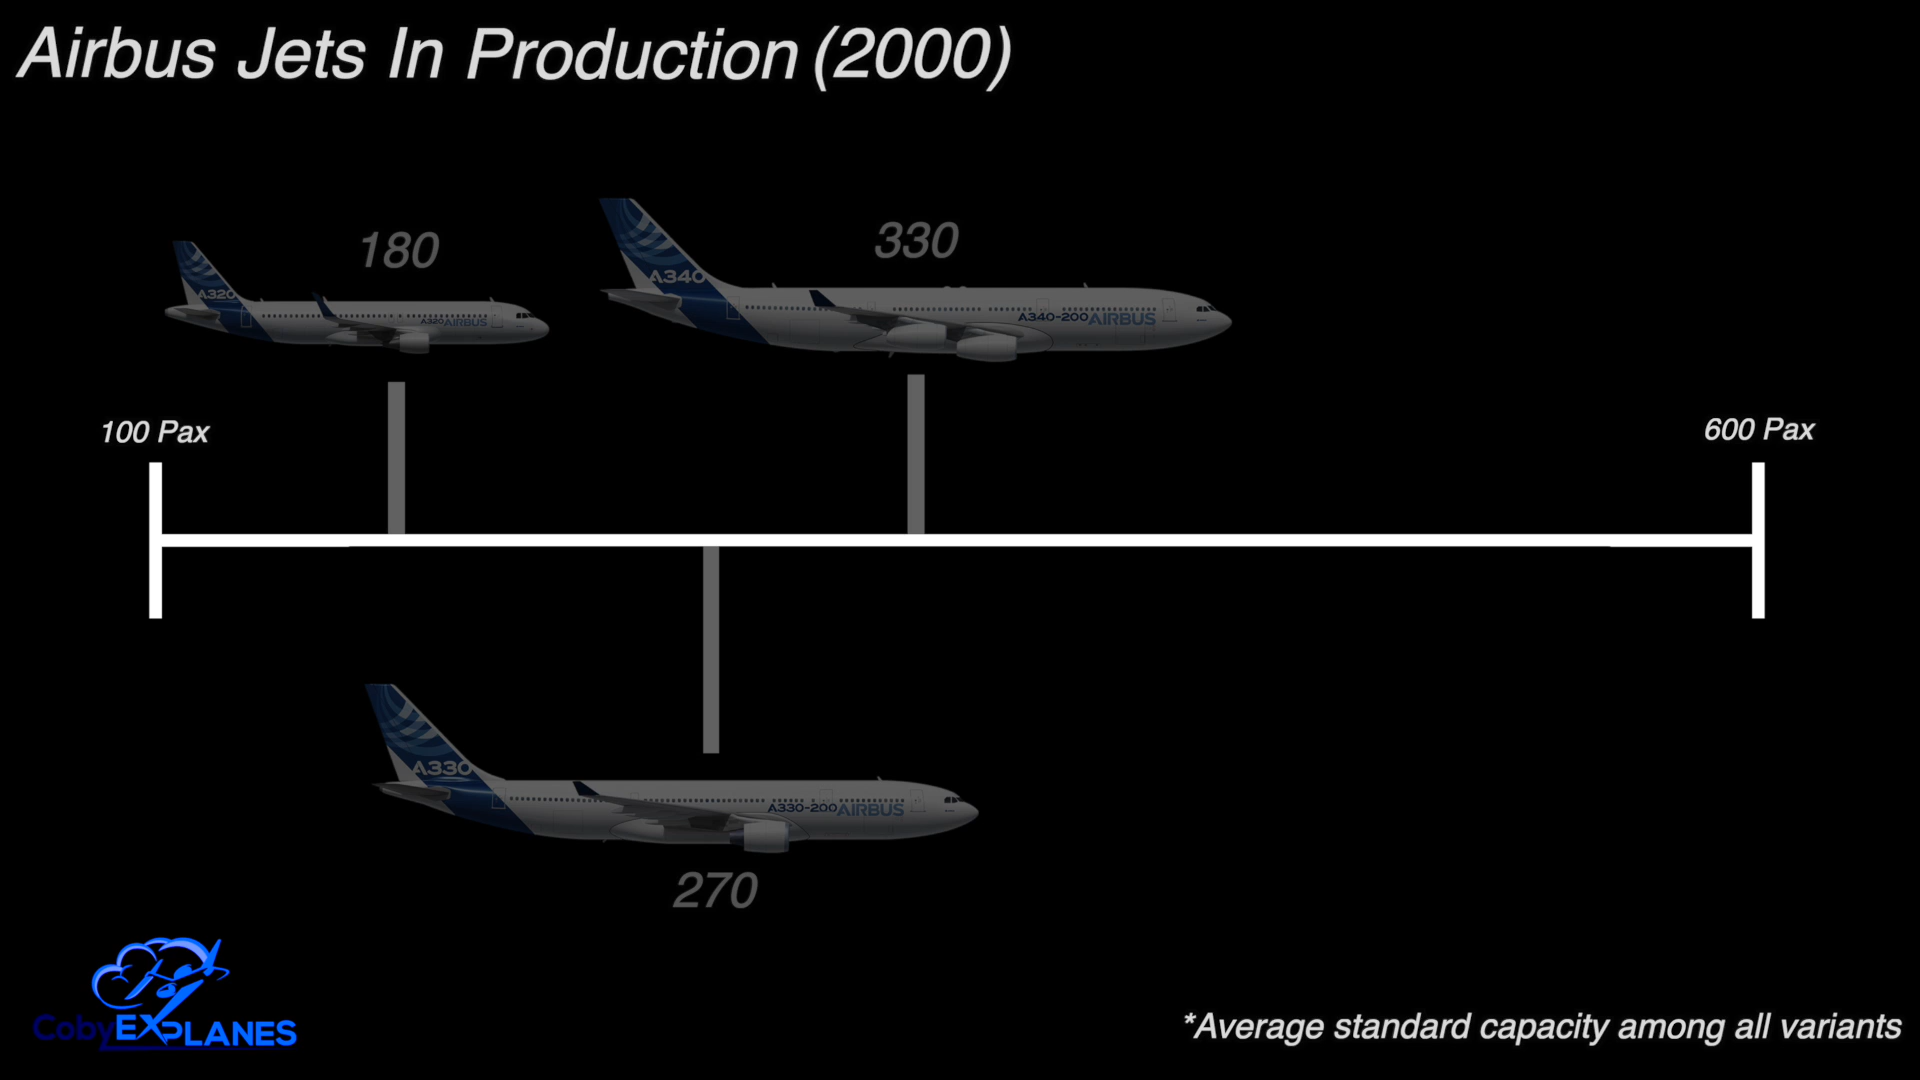 Airbus Jets In Production (2000)
180
330
A320
A320 AIRBUS
A340
A340-200 AIRBUS
100 Pax
600 Pax
A330
A330-200 AIRBUS
270
CobyEXPLANES
*Average standard capacity among all variants